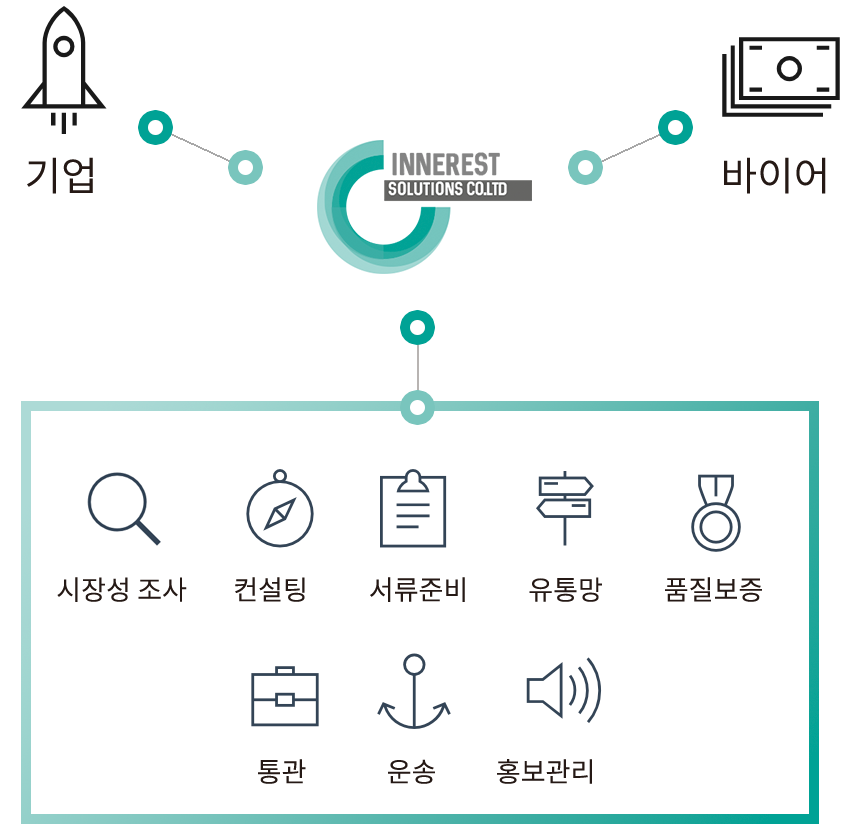 INNEREST
SOLUTIONS CO.LTD
기업
바이어
시장성 조사
컨설팅
서류준비
유통망
품질보증
통관
운송
홍보관리